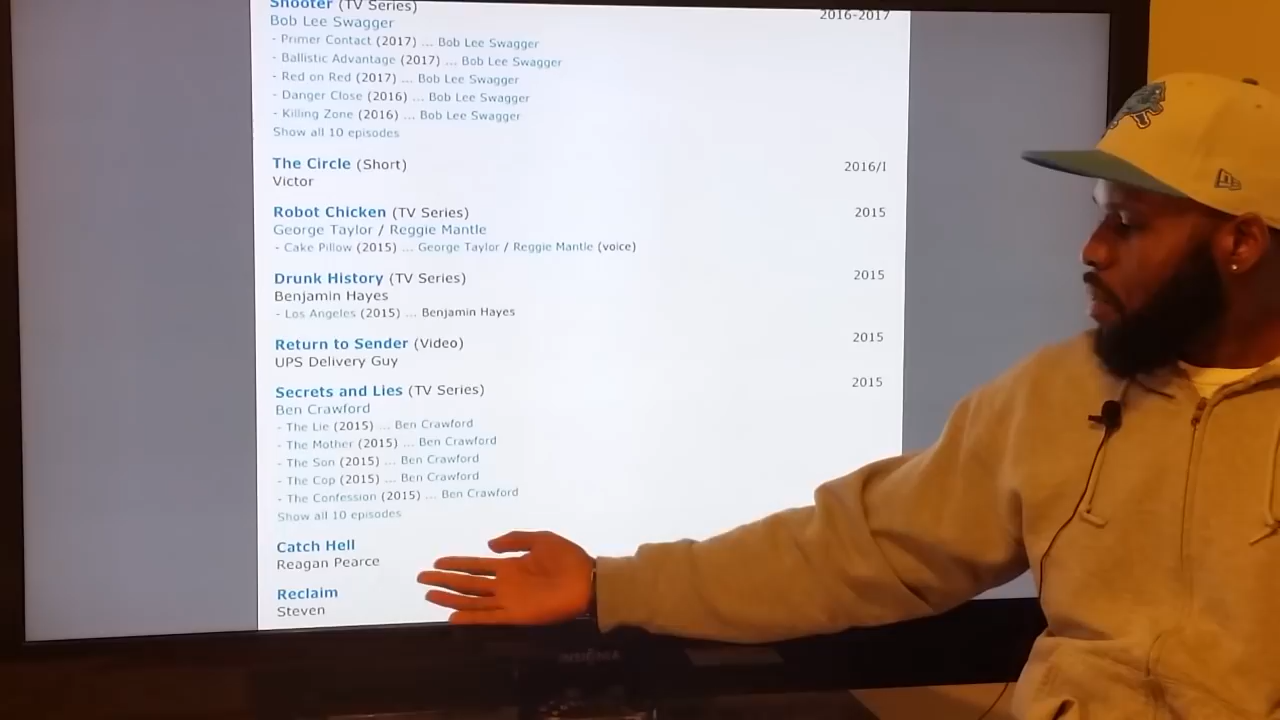 Shooter (TV Series) 2016-2017
Bob Lee Swagger
- Primer Contact (2017) ... Bob Lee Swagger
- Ballistic Advantage (2017) ... Bob Lee Swagger
- Red on Red (2017) ... Bob Lee Swagger
- Danger Close (2016) ... Bob Lee Swagger
- Killing Zone (2016) ... Bob Lee Swagger
Show all 10 episodes
The Circle (Short) 2016/I
Victor
Robot Chicken (TV Series) 2015
George Taylor / Reggie Mantle
- Cake Pillow (2015) ... George Taylor / Reggie Mantle (voice)
Drunk History (TV Series) 2015
Benjamin Hayes
- Los Angeles (2015) ... Benjamin Hayes
Return to Sender (Video) 2015
UPS Delivery Guy
Secrets and Lies (TV Series) 2015
Ben Crawford
- The Lie (2015) ... Ben Crawford
- The Mother (2015) ... Ben Crawford
- The Son (2015) ... Ben Crawford
- The Cop (2015) ... Ben Crawford
- The Confession (2015) ... Ben Crawford
Show all 10 episodes
Catch Hell
Reagan Pearce
Reclaim
Steven